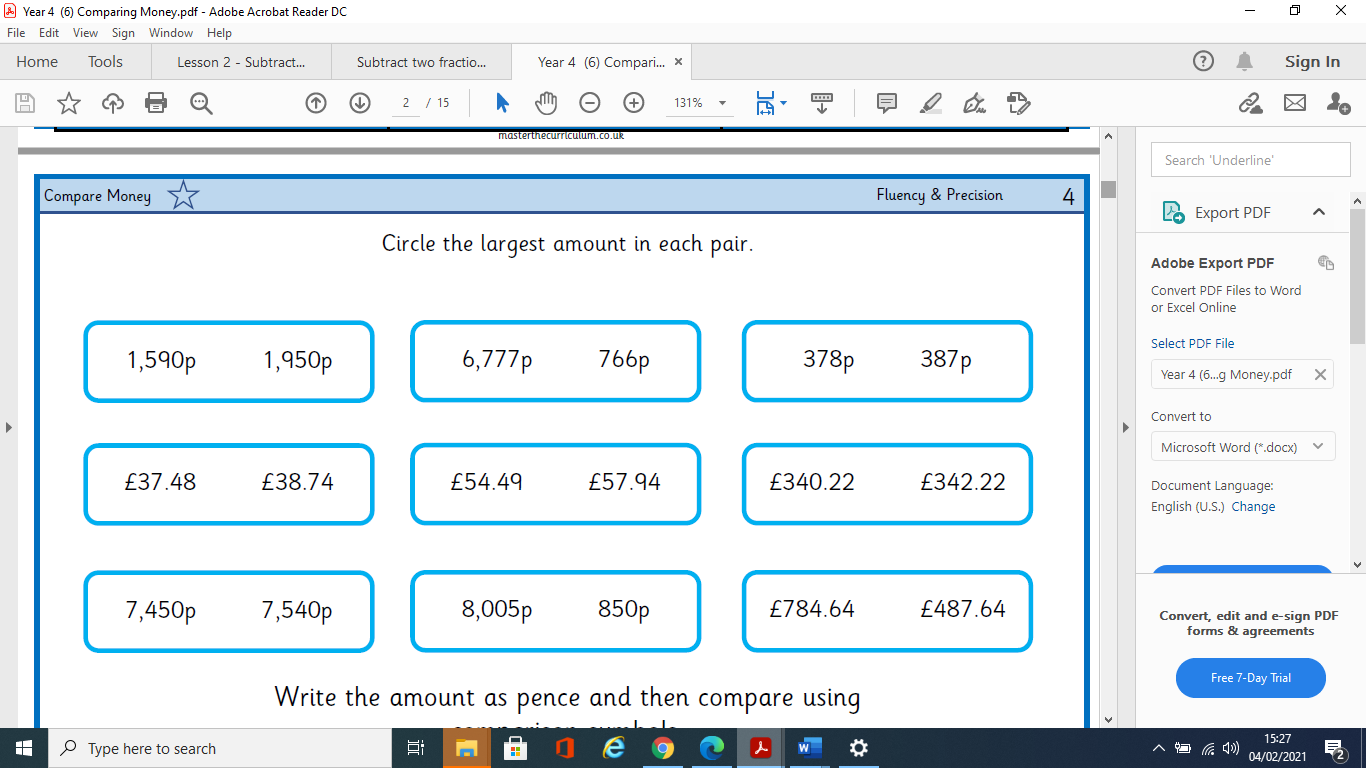 Year 4 (6) Comparing Money.pdf - Adobe Acrobat Reader DC
File Edit View Sign Window Help
Home Tools Lesson 2 - Subtract... Subtract two fractio... Year 4 (6) Compari... × Sign In
2 / 15 131%
masterthecurriculum.co.uk
Compare Money Fluency & Precision 4
Circle the largest amount in each pair.
1,590p 1,950p 6,777p 766p 378p 387p
£37.48 £38.74 £54.49 £57.94 £340.22 £342.22
7,450p 7,540p 8,005p 850p £784.64 £487.64
Write the amount as pence and then compare using
comparison symbols
Search 'Underline'
Export PDF
Adobe Export PDF
Convert PDF Files to Word
or Excel Online
Select PDF File
Year 4 (6...g Money.pdf
Convert to
Microsoft Word (*.docx)
Document Language:
English (U.S.) Change
Convert, edit and e-sign PDF
forms & agreements
Free 7-Day Trial
Type here to search
15:27
04/02/2021
2